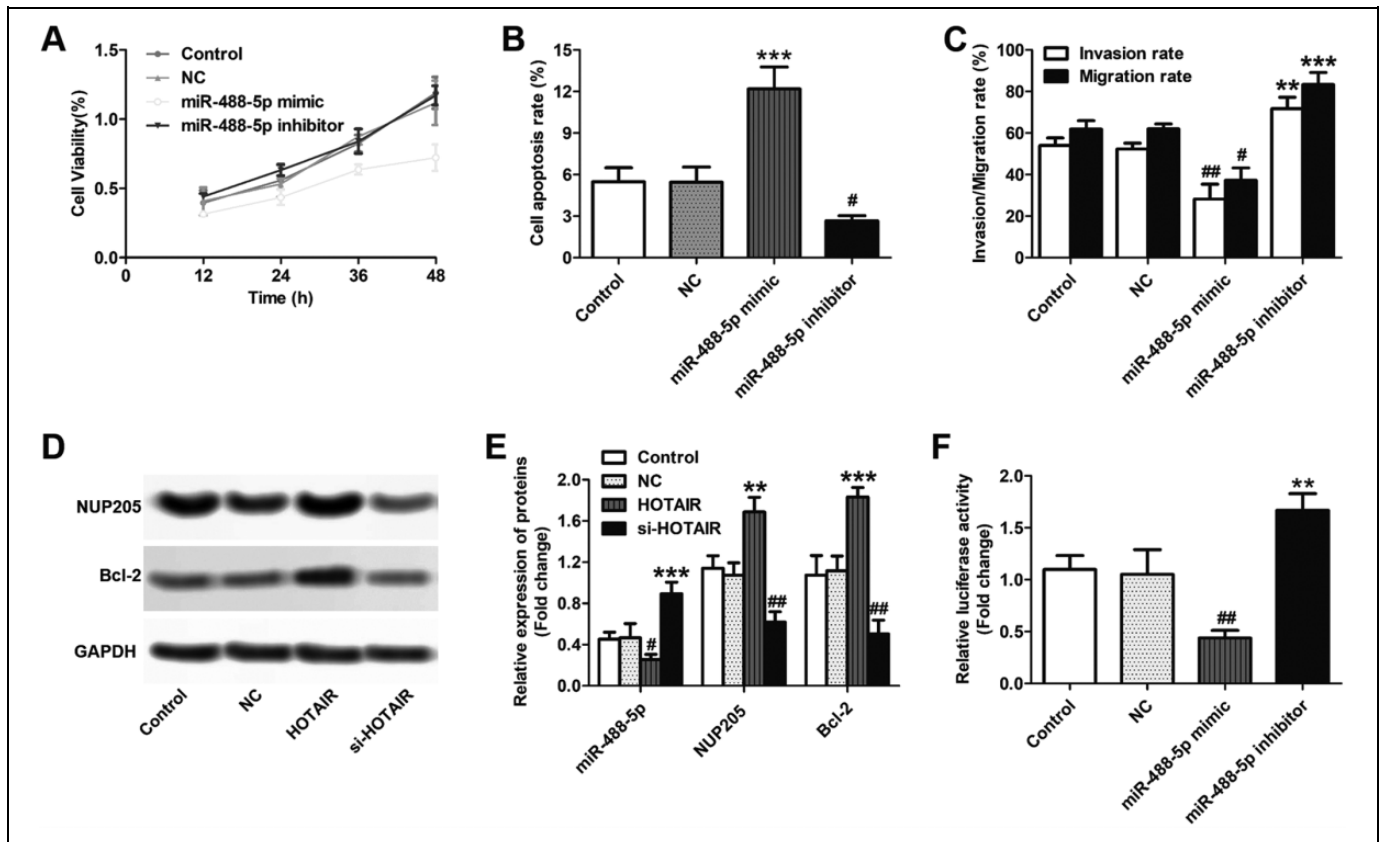 A
Cell Viability(%)
1.5
1.0
0.5
0.0
Control
NC
miR-488-5p mimic
miR-488-5p inhibitor
0
12
24
36
48
Time (h)
B
Cell apoptosis rate (%)
15
12
9
6
3
0
***
#
Control
NC
miR-488-5p mimic
miR-488-5p inhibitor
C
Invasion/Migration rate (%)
100
80
60
40
20
0
Invasion rate
Migration rate
##
#
**
***
Control
NC
miR-488-5p mimic
miR-488-5p inhibitor
D
NUP205
Bcl-2
GAPDH
Control
NC
HOTAIR
si-HOTAIR
E
Relative expression of proteins
(Fold change)
2.0
1.6
1.2
0.8
0.4
0.0
Control
NC
HOTAIR
si-HOTAIR
#
***
**
##
***
##
miR-488-5p
NUP205
Bcl-2
F
Relative luciferase activity
(Fold change)
2.0
1.5
1.0
0.5
0.0
##
**
Control
NC
miR-488-5p mimic
miR-488-5p inhibitor